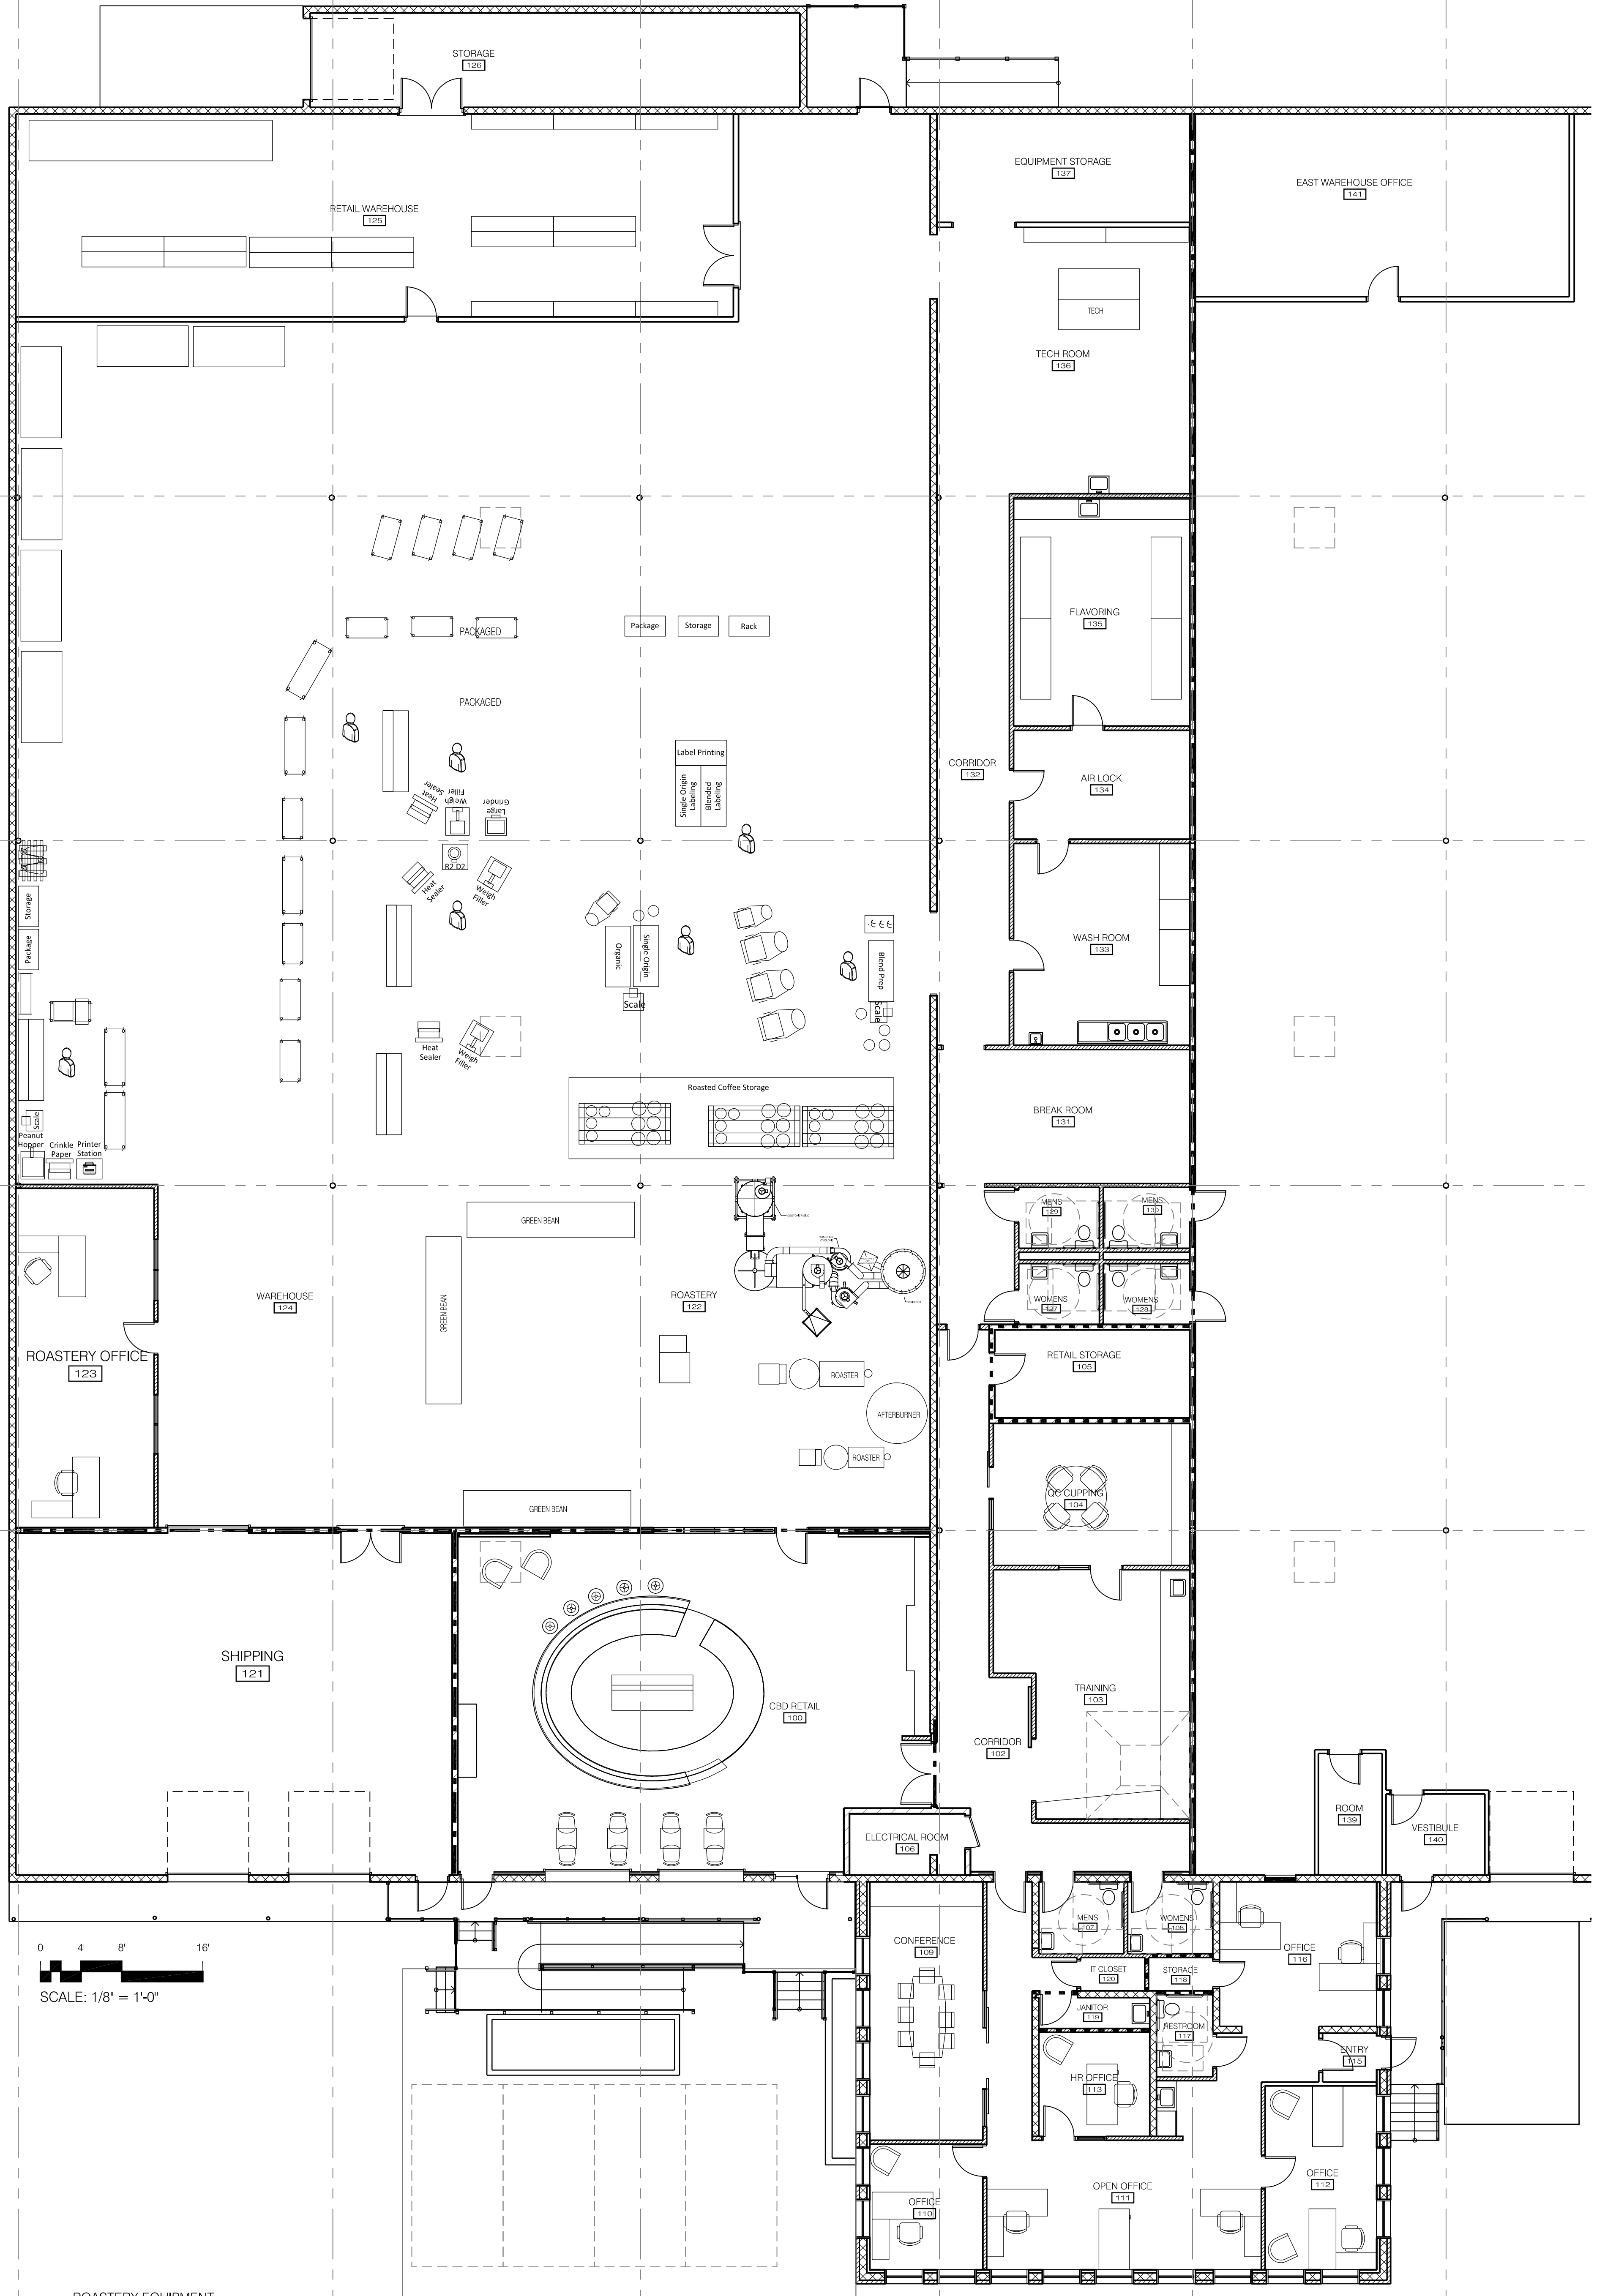 STORAGE
126
EQUIPMENT STORAGE
137
EAST WAREHOUSE OFFICE
141
RETAIL WAREHOUSE
125
TECH
TECH ROOM
136
FLAVORING
135
PACKAGED
Package
Storage
Rack
PACKAGED
Label Printing
Single Origin
Labeling
Blended
Labeling
CORRIDOR
132
AIR LOCK
134
Heat
Sealer
Weigh
Filler
Large
Grinder
R2 D2
Heat
Sealer
Weigh
Filler
Storage
Package
Organic
Single Origin
Scale
Blend Prep
Scale
WASH ROOM
133
Heat
Sealer
Weigh
Filler
Roasted Coffee Storage
BREAK ROOM
131
Scale
Peanut
Hopper
Crinkle
Paper
Printer
Station
MENS
129
MENS
130
GREEN BEAN
GREEN BEAN
WAREHOUSE
124
ROASTERY
122
WOMENS
127
WOMENS
128
ROASTERY OFFICE
123
RETAIL STORAGE
105
ROASTER
AFTERBURNER
ROASTER
QC CUPPING
104
GREEN BEAN
SHIPPING
121
CBD RETAIL
100
TRAINING
103
CORRIDOR
102
ELECTRICAL ROOM
106
ROOM
139
VESTIBULE
140
MENS
107
WOMENS
108
CONFERENCE
109
OFFICE
116
0 4' 8' 16'
SCALE: 1/8" = 1'-0"
IT CLOSET
120
STORAGE
118
JANITOR
119
RESTROOM
117
ENTRY
115
HR OFFICE
113
OFFICE
112
OPEN OFFICE
111
OFFICE
110
ROASTERY EQUIPMENT